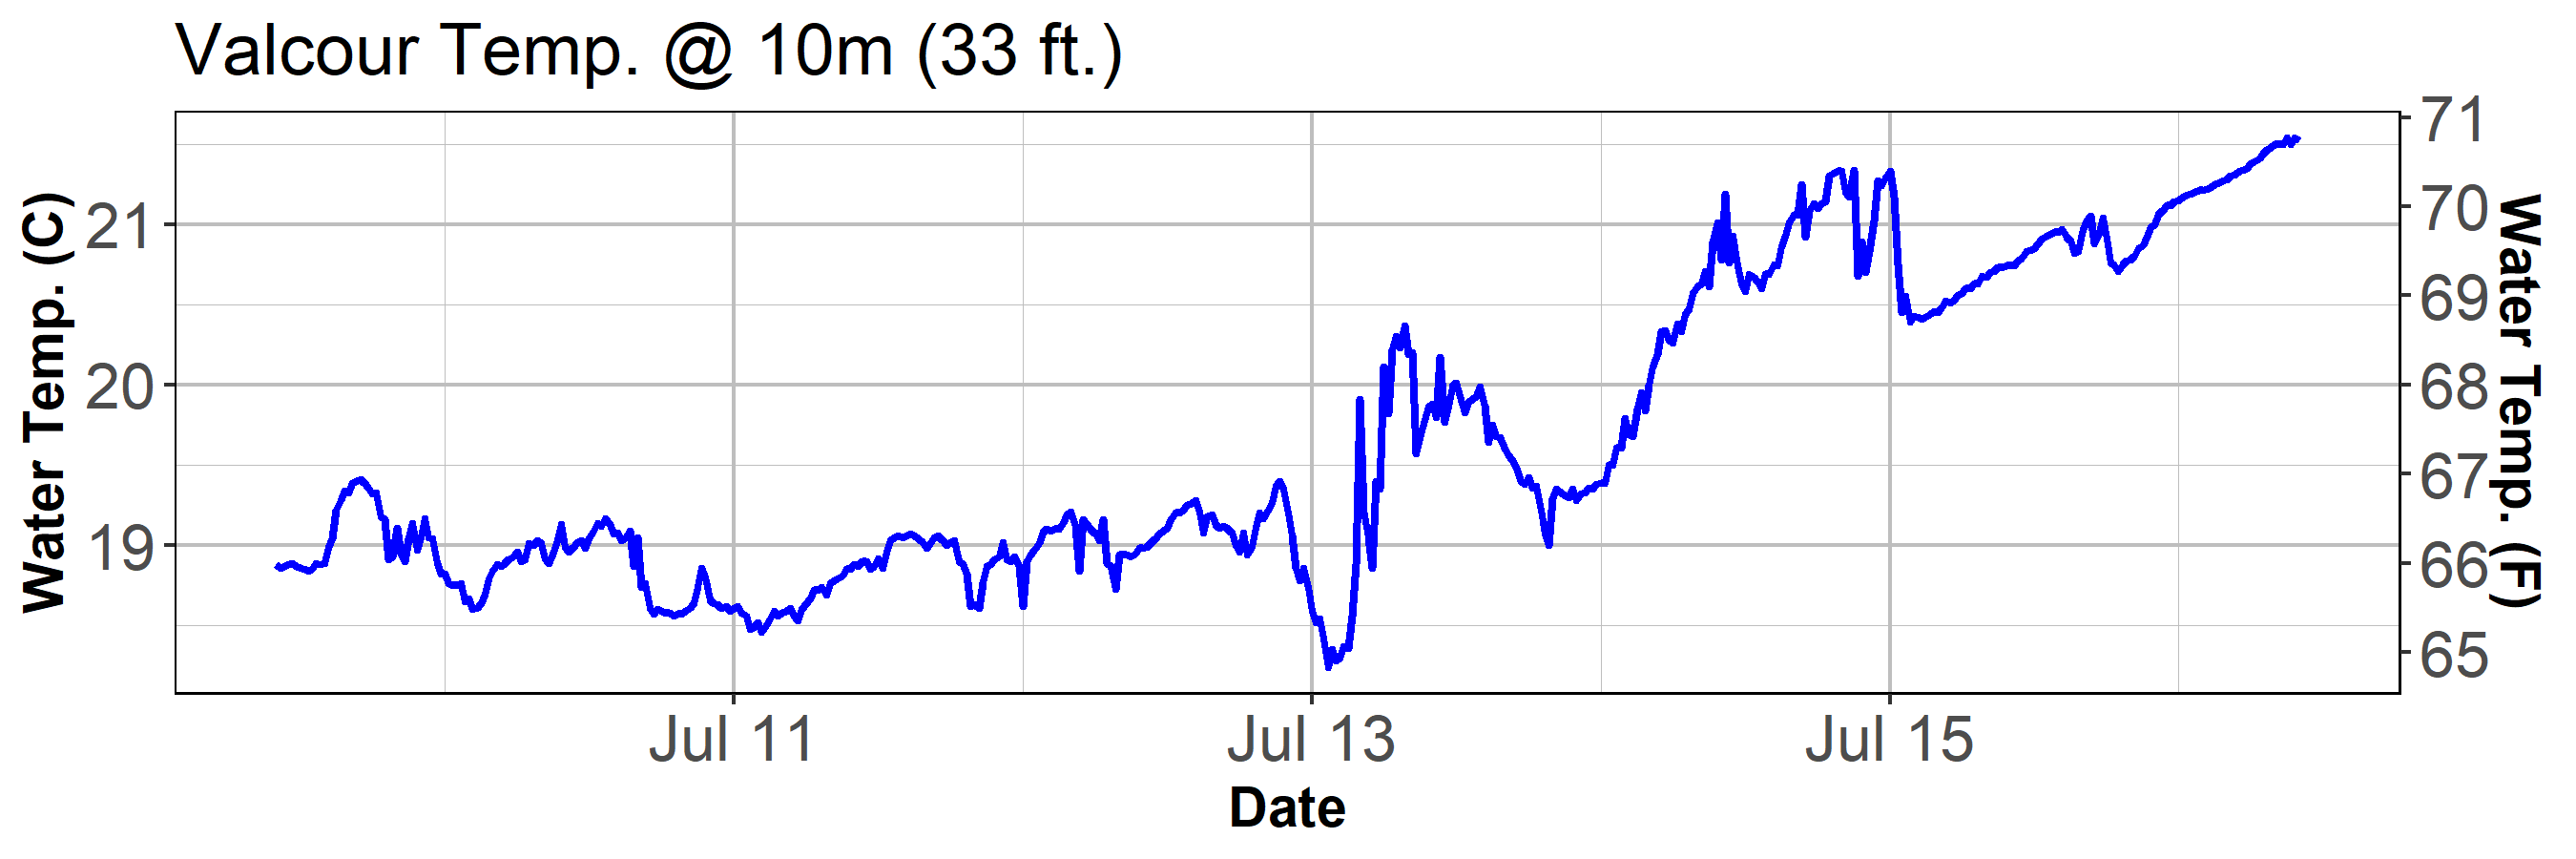 Valcour Temp. @ 10m (33 ft.)
Water Temp. (C)
21
20
19
71
70
69
68
67
66
65
Water Temp. (F)
Jul 11
Jul 13
Jul 15
Date